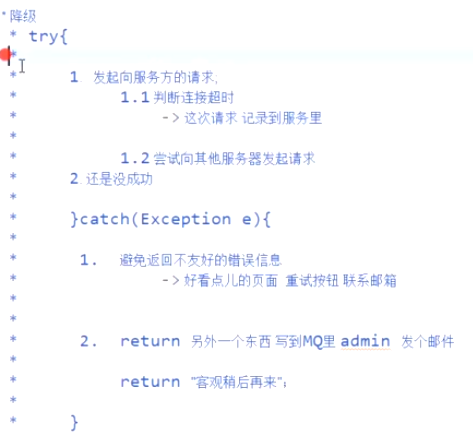 * 降级
* try{
*
* 1. 发起向服务方的请求;
* 1.1 判断连接超时
* -> 这次请求 记录到服务里
*
* 1.2 尝试向其他服务器发起请求
* 2. 还是没成功
*
* }catch(Exception e){
*
* 1. 避免返回不友好的错误信息
* -> 好看点儿的页面 重试按钮 联系邮箱
*
*
* 2. return 另外一个东西 写到MQ里 admin 发个邮件
*
* return "客观稍后再来";
*
* }